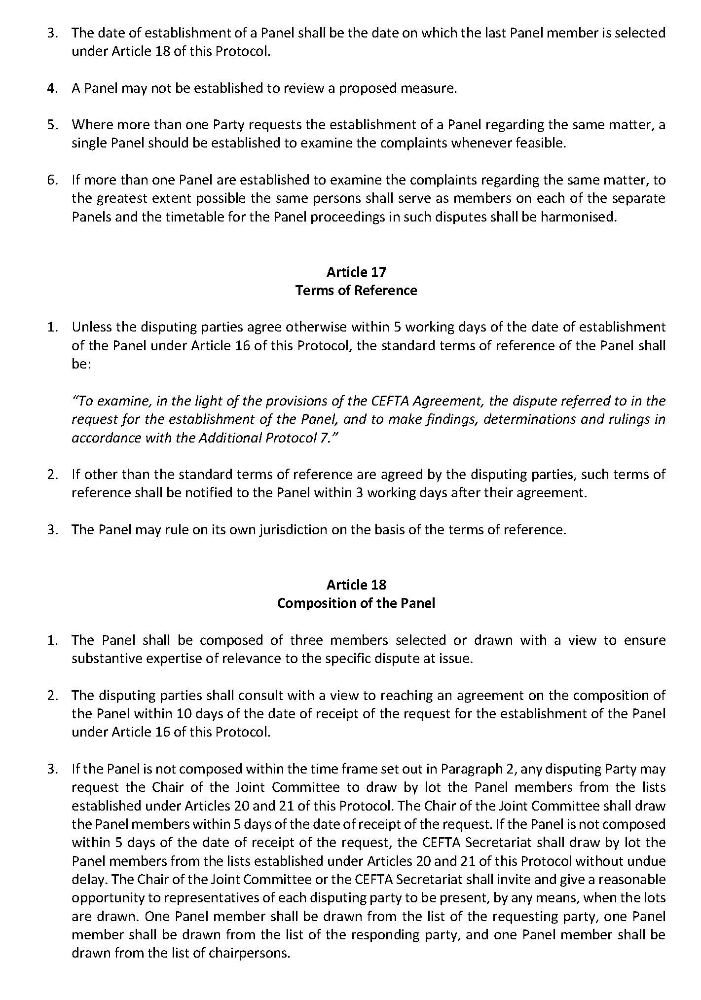 3. The date of establishment of a Panel shall be the date on which the last Panel member is selected
under Article 18 of this Protocol.
4. A Panel may not be established to review a proposed measure.
5. Where more than one Party requests the establishment of a Panel regarding the same matter, a
single Panel should be established to examine the complaints whenever feasible.
6. If more than one Panel are established to examine the complaints regarding the same matter, to
the greatest extent possible the same persons shall serve as members on each of the separate
Panels and the timetable for the Panel proceedings in such disputes shall be harmonised.
Article 17
Terms of Reference
1. Unless the disputing parties agree otherwise within 5 working days of the date of establishment
of the Panel under Article 16 of this Protocol, the standard terms of reference of the Panel shall
be:
“To examine, in the light of the provisions of the CEFTA Agreement, the dispute referred to in the
request for the establishment of the Panel, and to make findings, determinations and rulings in
accordance with the Additional Protocol 7.”
2. If other than the standard terms of reference are agreed by the disputing parties, such terms of
reference shall be notified to the Panel within 3 working days after their agreement.
3. The Panel may rule on its own jurisdiction on the basis of the terms of reference.
Article 18
Composition of the Panel
1. The Panel shall be composed of three members selected or drawn with a view to ensure
substantive expertise of relevance to the specific dispute at issue.
2. The disputing parties shall consult with a view to reaching an agreement on the composition of
the Panel within 10 days of the date of receipt of the request for the establishment of the Panel
under Article 16 of this Protocol.
3. If the Panel is not composed within the time frame set out in Paragraph 2, any disputing Party may
request the Chair of the Joint Committee to draw by lot the Panel members from the lists
established under Articles 20 and 21 of this Protocol. The Chair of the Joint Committee shall draw
the Panel members within 5 days of the date of receipt of the request. If the Panel is not composed
within 5 days of the date of receipt of the request, the CEFTA Secretariat shall draw by lot the
Panel members from the lists established under Articles 20 and 21 of this Protocol without undue
delay. The Chair of the Joint Committee or the CEFTA Secretariat shall invite and give a reasonable
opportunity to representatives of each disputing party to be present, by any means, when the lots
are drawn. One Panel member shall be drawn from the list of the requesting party, one Panel
member shall be drawn from the list of the responding party, and one Panel member shall be
drawn from the list of chairpersons.